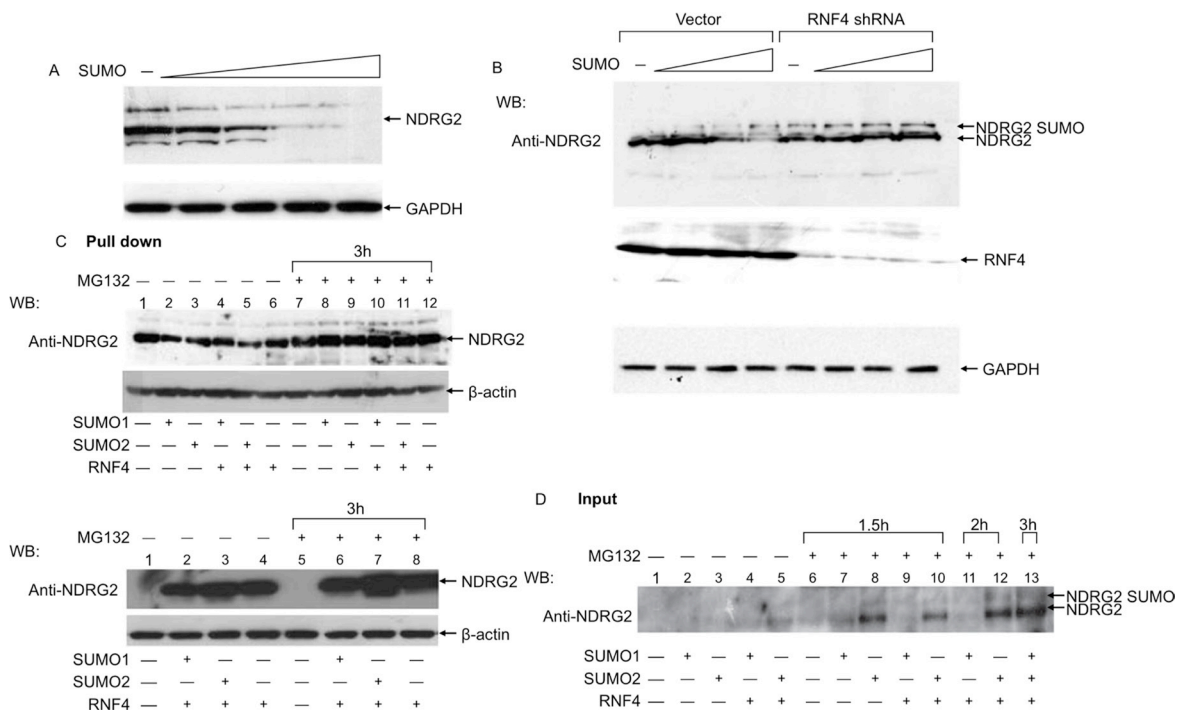 A
SUMO —
NDRG2
GAPDH
B
Vector RNF4 shRNA
SUMO — —
WB:
Anti-NDRG2
NDRG2 SUMO
NDRG2
RNF4
GAPDH
C Pull down
3h
MG132 — — — — — — + + + + + +
WB: 1 2 3 4 5 6 7 8 9 10 11 12
Anti-NDRG2 NDRG2
β-actin
SUMO1 — + — + — — — + — + — —
SUMO2 — — + — + — — — + — + —
RNF4 — — — + + + — — — + + +
3h
MG132 — — — — + + + +
WB: 1 2 3 4 5 6 7 8
Anti-NDRG2 NDRG2
β-actin
SUMO1 — + — — — + — —
SUMO2 — — + — — — + —
RNF4 — + + + — + + +
D Input
1.5h 2h 3h
MG132 — — — — — + + + + + + + +
WB: 1 2 3 4 5 6 7 8 9 10 11 12 13
NDRG2 SUMO
Anti-NDRG2 NDRG2
SUMO1 — + — + — — + — + — + — +
SUMO2 — — + — + — — + — + — + +
RNF4 — — — + + — — — + + + + +